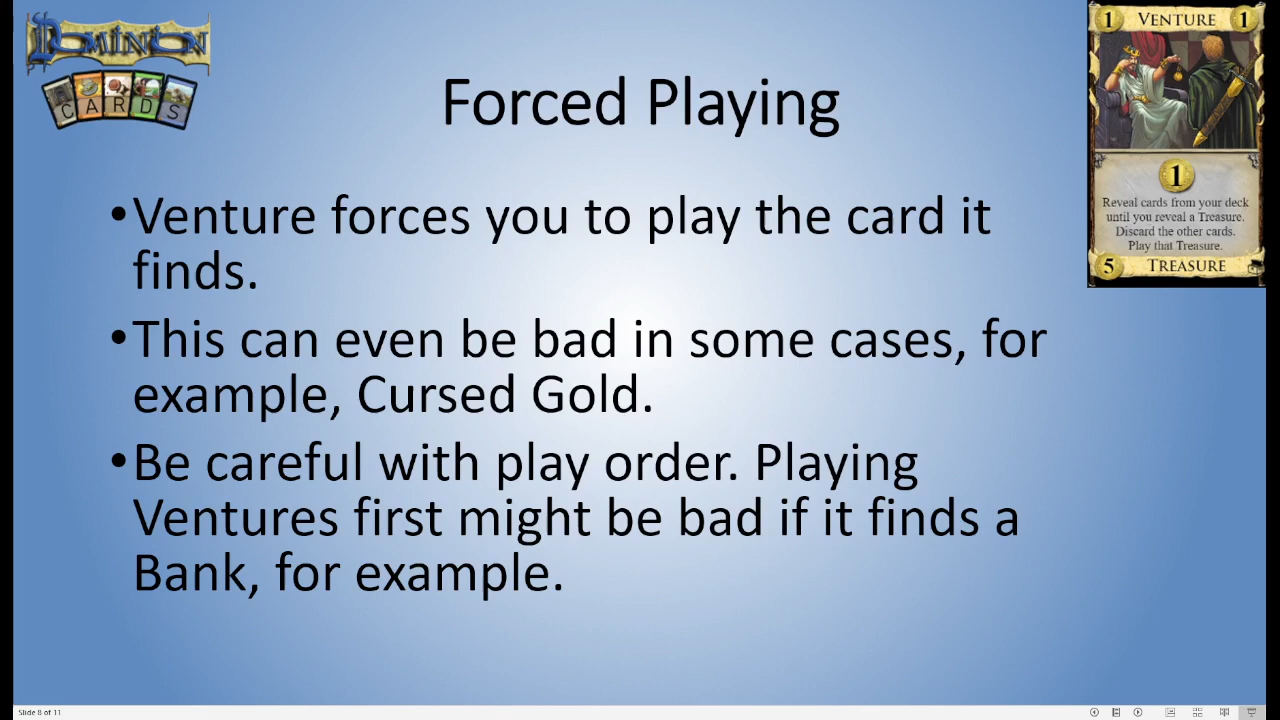 DOMINION
CARDS
Forced Playing
•Venture forces you to play the card it
finds.
•This can even be bad in some cases, for
example, Cursed Gold.
•Be careful with play order. Playing
Ventures first might be bad if it finds a
Bank, for example.
1 VENTURE 1
1
Reveal cards from your deck
until you reveal a Treasure.
Discard the other cards.
Play that Treasure.
5 TREASURE
Slide 8 of 11